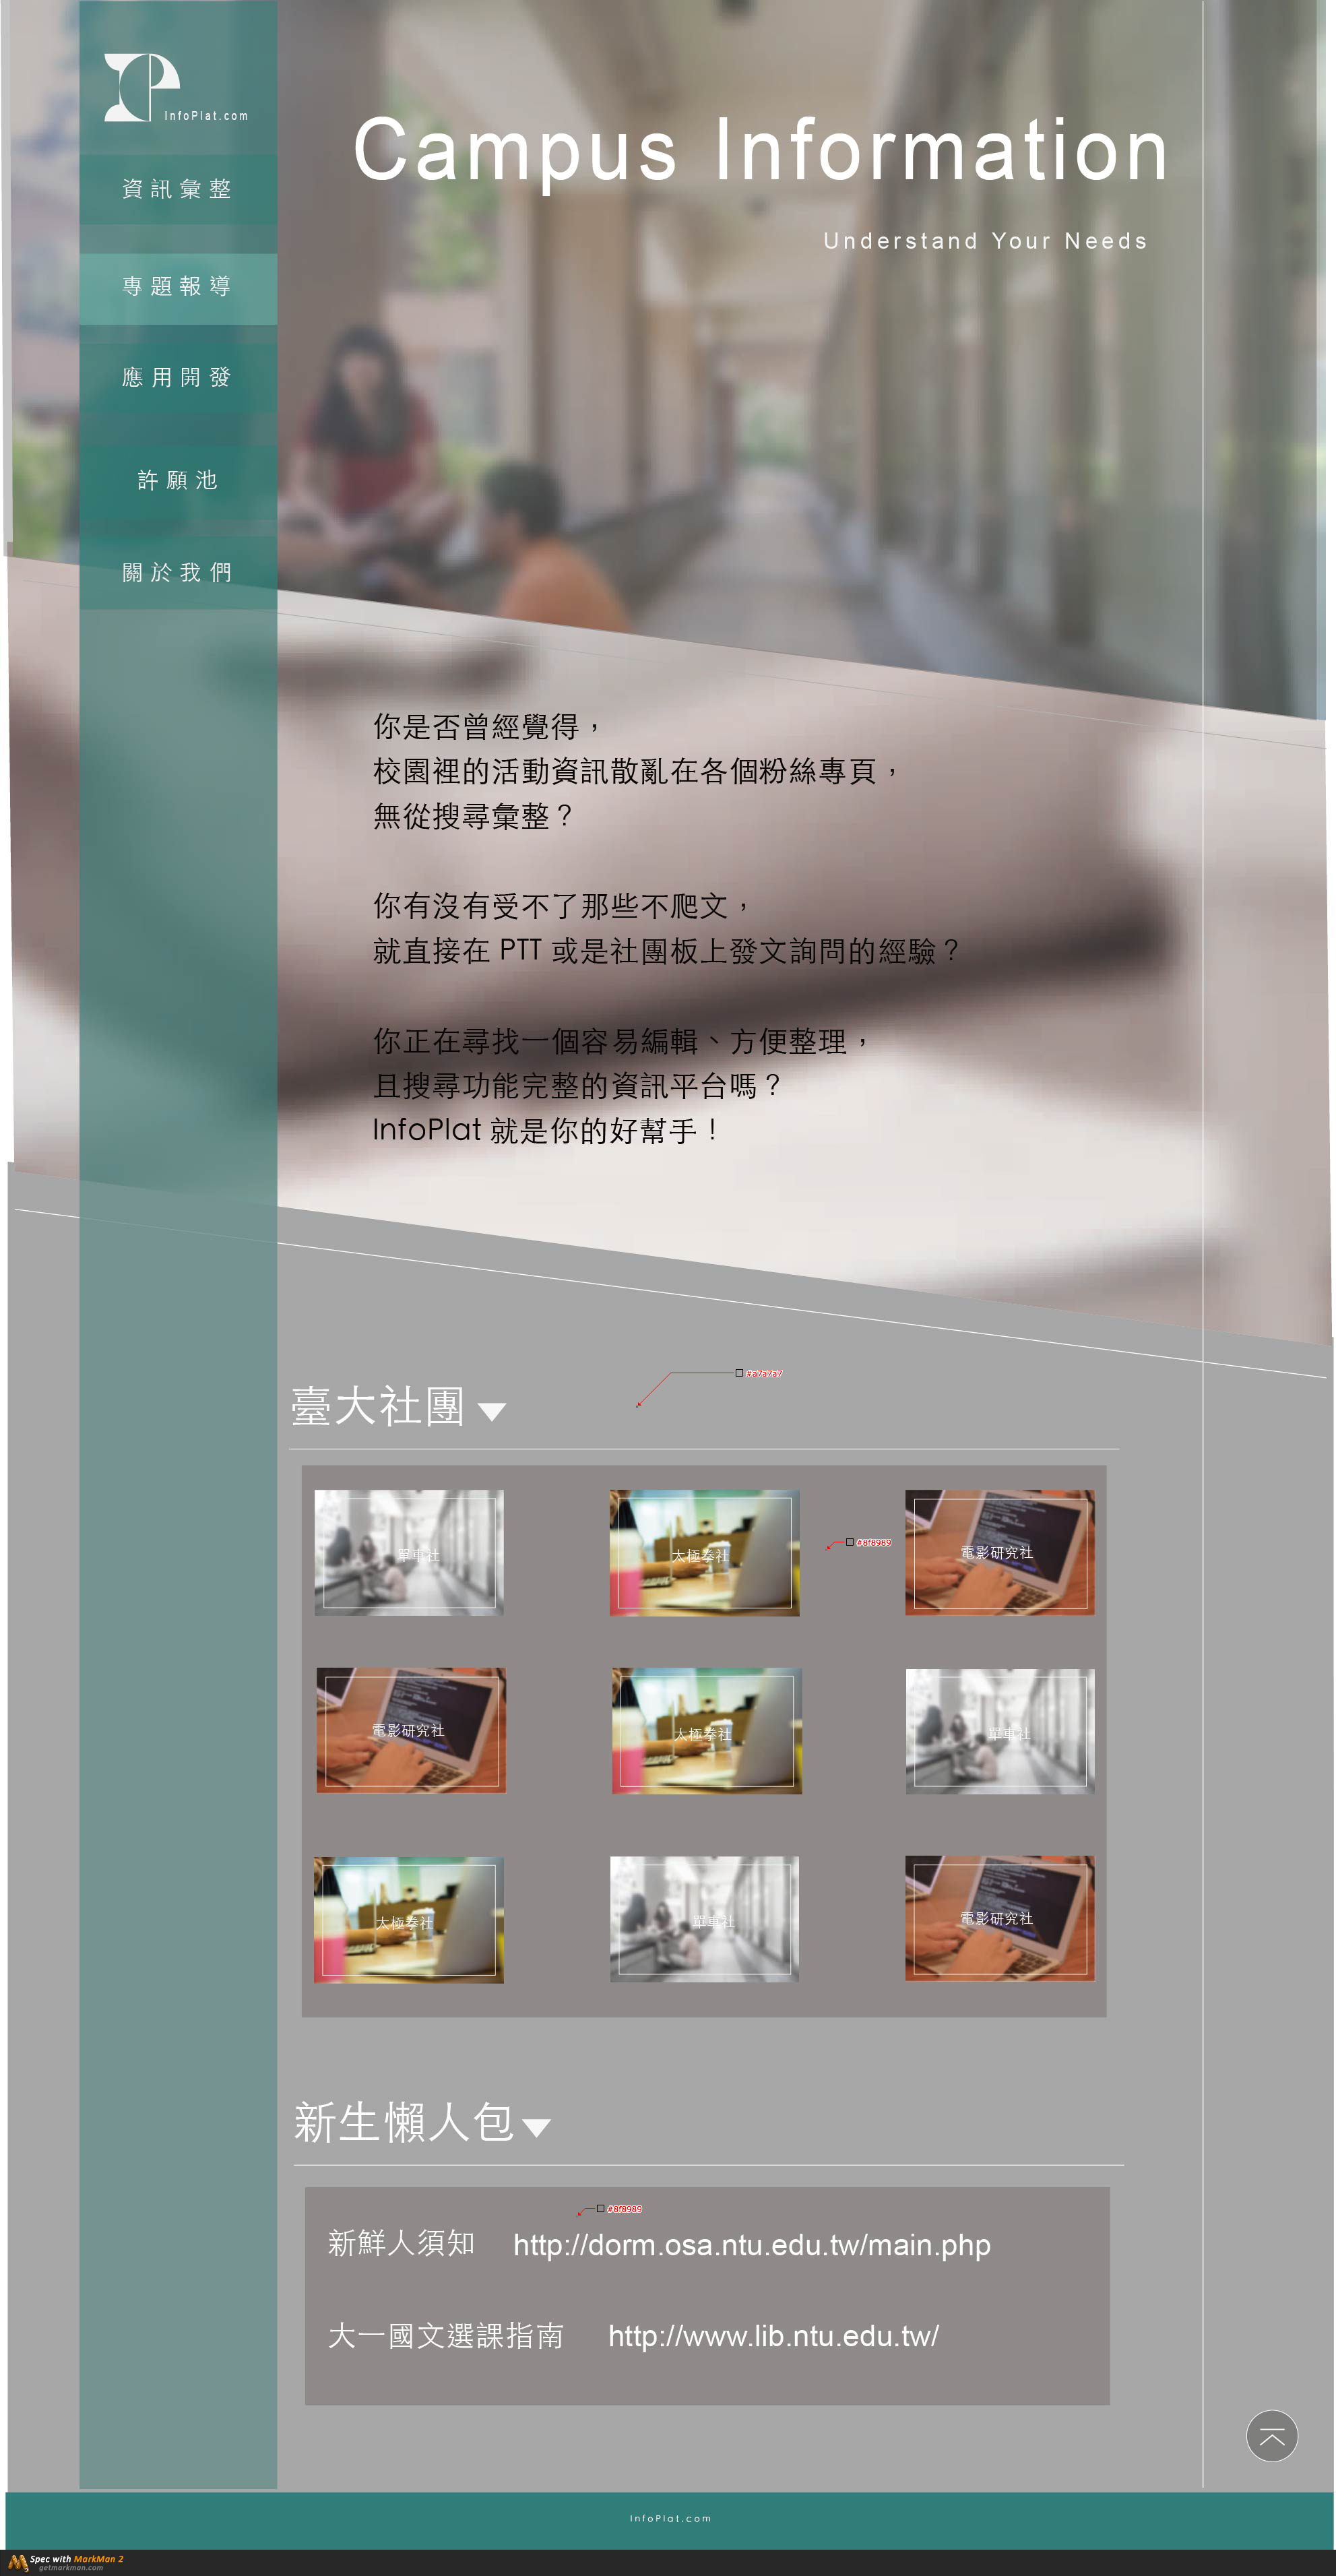 InfoPlat.com
資訊彙整
專題報導
應用開發
許願池
關於我們
Campus Information
Understand Your Needs
你是否曾經覺得，
校園裡的活動資訊散亂在各個粉絲專頁，
無從搜尋彙整？
你有沒有受不了那些不爬文，
就直接在 PTT 或是社團板上發文詢問的經驗？
你正在尋找一個容易編輯、方便整理，
且搜尋功能完整的資訊平台嗎？
InfoPlat 就是你的好幫手！
#a7a7a7
臺大社團
單車社
太極拳社
#8f8989
電影研究社
電影研究社
太極拳社
單車社
太極拳社
單車社
電影研究社
新生懶人包
#8f8989
新鮮人須知 http://dorm.osa.ntu.edu.tw/main.php
大一國文選課指南 http://www.lib.ntu.edu.tw/
InfoPlat.com
Spec with MarkMan 2
getmarkman.com